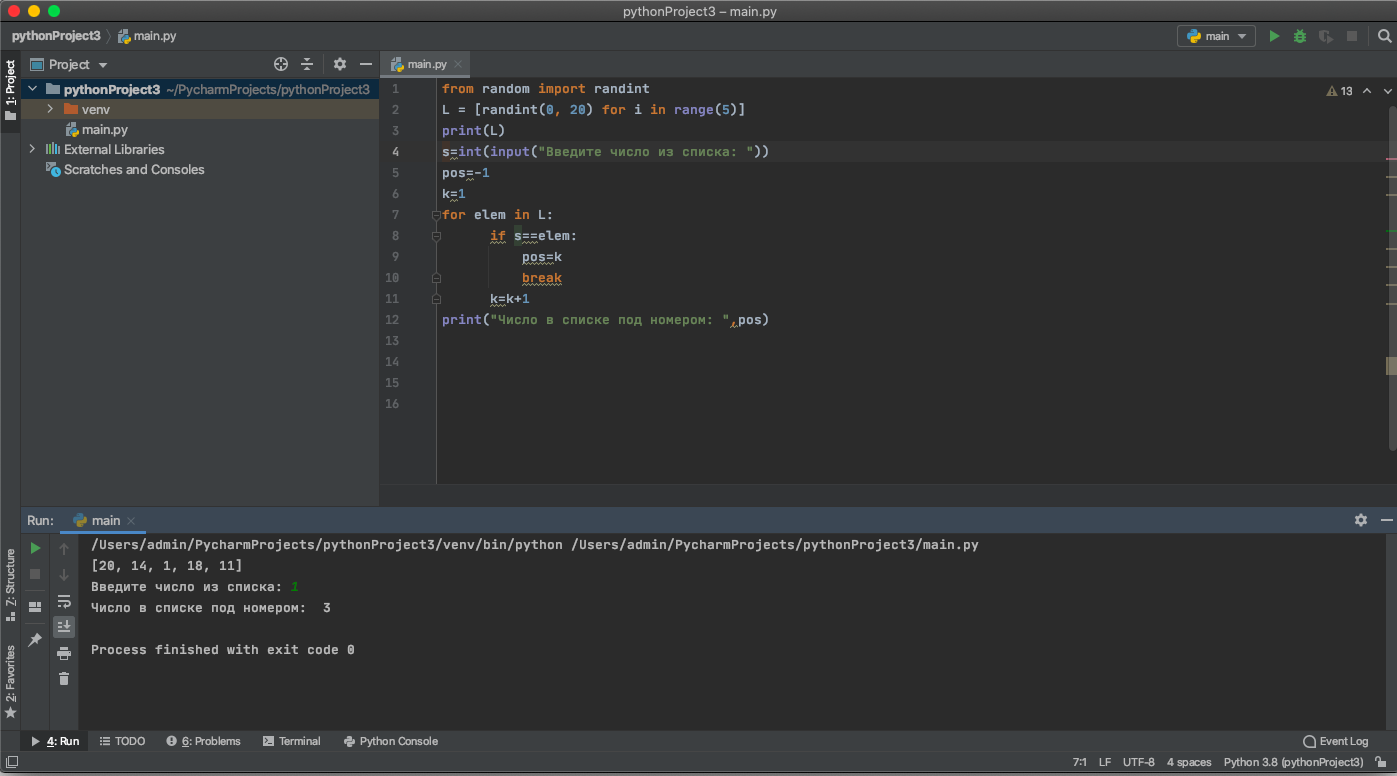 pythonProject3 – main.py
pythonProject3 main.py
main
1: Project
Project
main.py
pythonProject3 ~/PycharmProjects/pythonProject3
venv
main.py
External Libraries
Scratches and Consoles
13
1 from random import randint
2 L = [randint(0, 20) for i in range(5)]
3 print(L)
4 s=int(input("Введите число из списка: "))
5 pos=-1
6 k=1
7 for elem in L:
8 if s==elem:
9 pos=k
10 break
11 k=k+1
12 print("Число в списке под номером: ",pos)
13
14
15
16
Run: main
/Users/admin/PycharmProjects/pythonProject3/venv/bin/python /Users/admin/PycharmProjects/pythonProject3/main.py
[20, 14, 1, 18, 11]
Введите число из списка: 1
Число в списке под номером:  3
Process finished with exit code 0
7: Structure
2: Favorites
4: Run TODO 6: Problems Terminal Python Console Event Log
7:1 LF UTF-8 4 spaces Python 3.8 (pythonProject3)